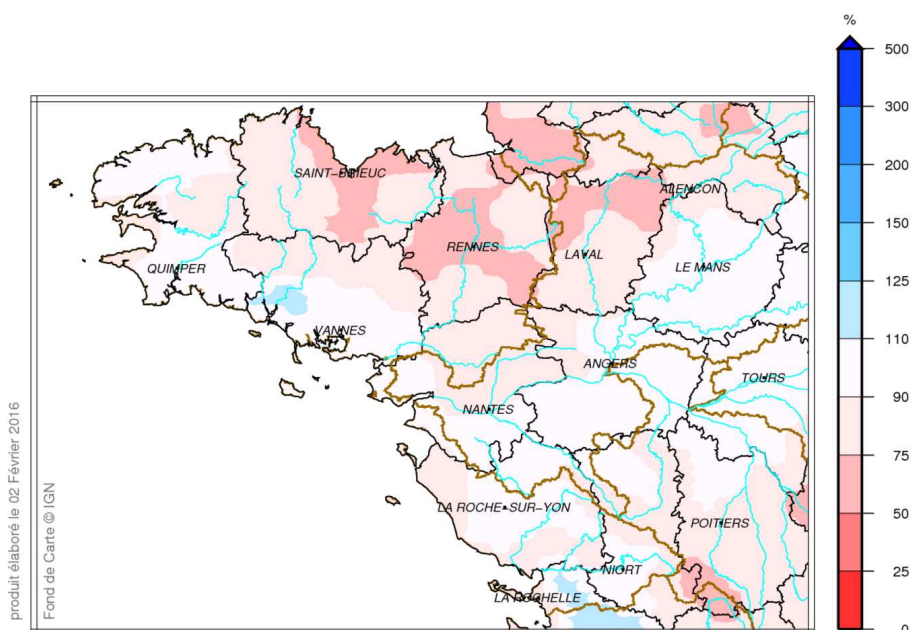 %
500
300
200
150
125
110
90
75
50
25
0
SAINT-BRIEUC
ALENCON
RENNES
LAVAL
QUIMPER
LE MANS
VANNES
ANGERS
TOURS
NANTES
LA ROCHE-SUR-YON
POITIERS
NIORT
LA ROCHELLE
produit élaboré le 02 Février 2016
Fond de Carte © IGN